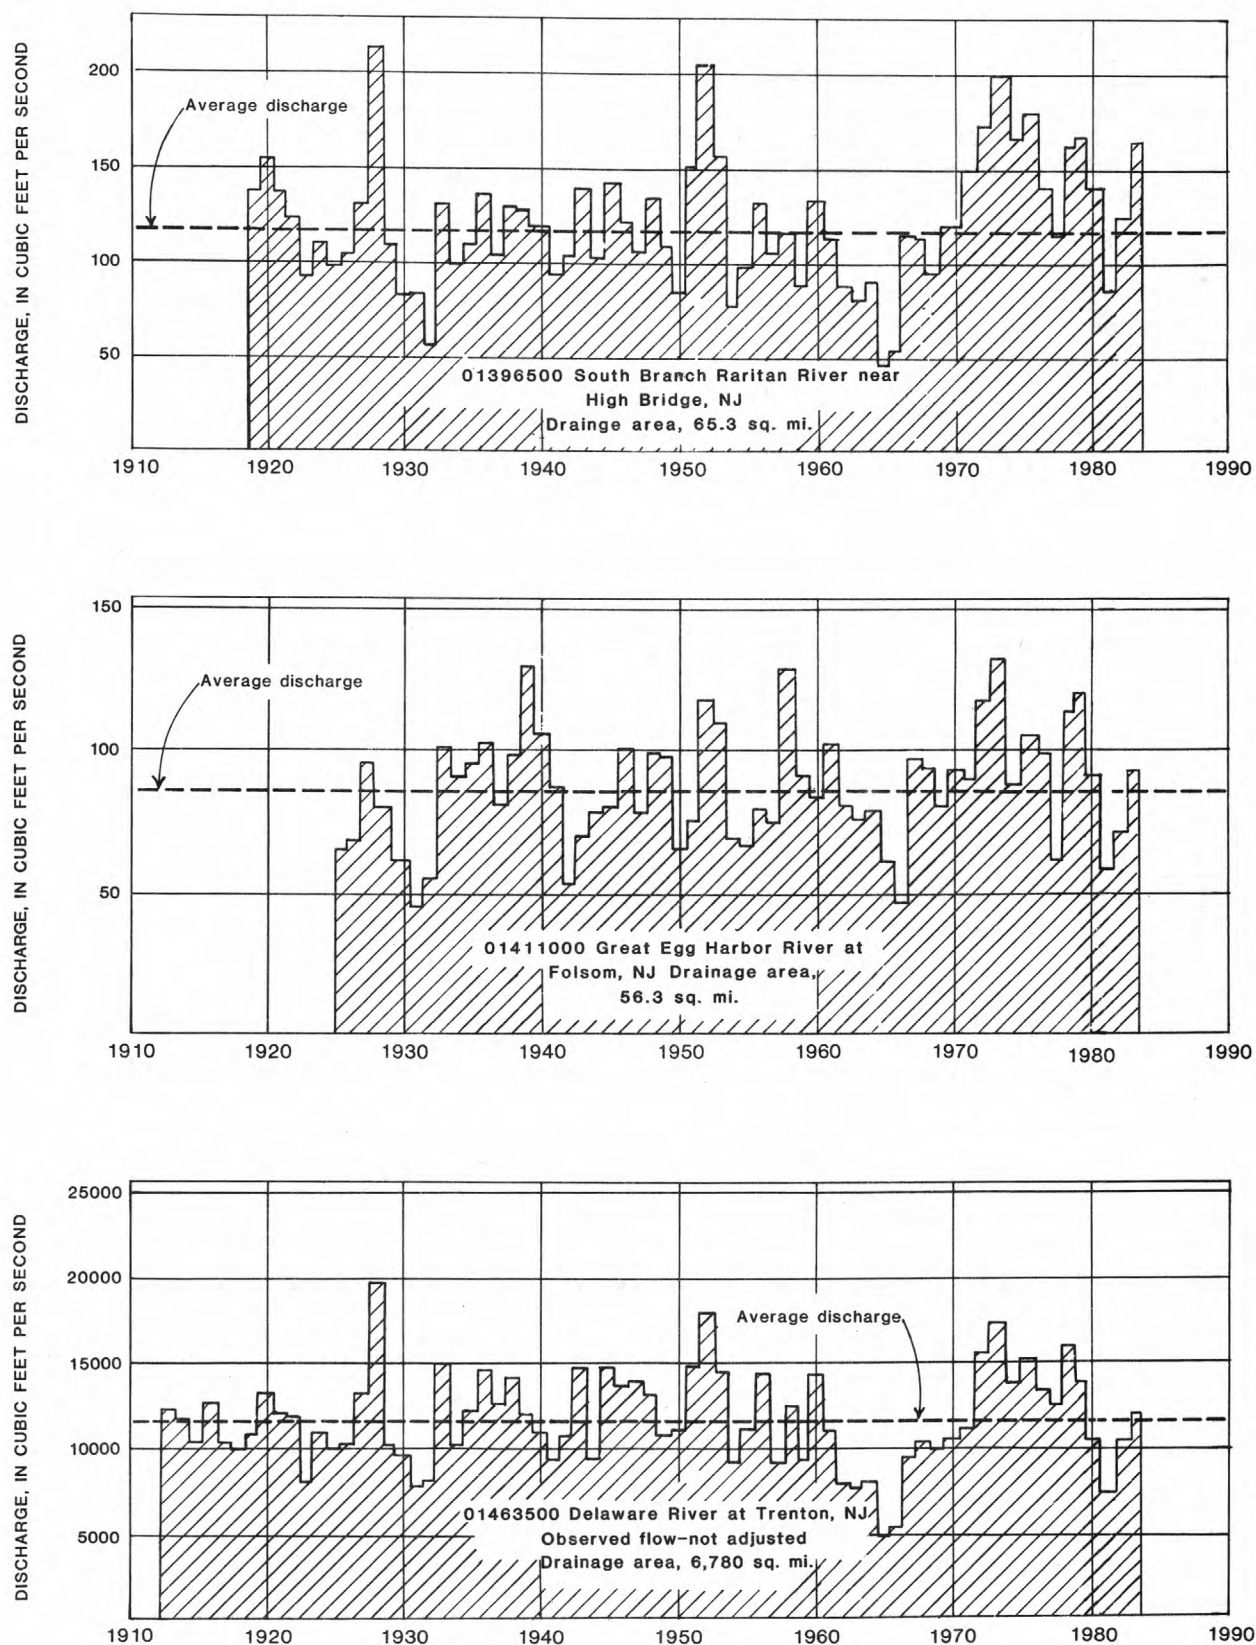 DISCHARGE, IN CUBIC FEET PER SECOND
200
150
100
50
Average discharge
01396500 South Branch Raritan River near
High Bridge, NJ
Drainge area, 65.3 sq. mi.
1910 1920 1930 1940 1950 1960 1970 1980 1990
DISCHARGE, IN CUBIC FEET PER SECOND
150
100
50
Average discharge
01411000 Great Egg Harbor River at
Folsom, NJ Drainage area,
56.3 sq. mi.
1910 1920 1930 1940 1950 1960 1970 1980 1990
DISCHARGE, IN CUBIC FEET PER SECOND
25000
20000
15000
10000
5000
Average discharge
01463500 Delaware River at Trenton, NJ
Observed flow-not adjusted
Drainage area, 6,780 sq. mi.
1910 1920 1930 1940 1950 1960 1970 1980 1990